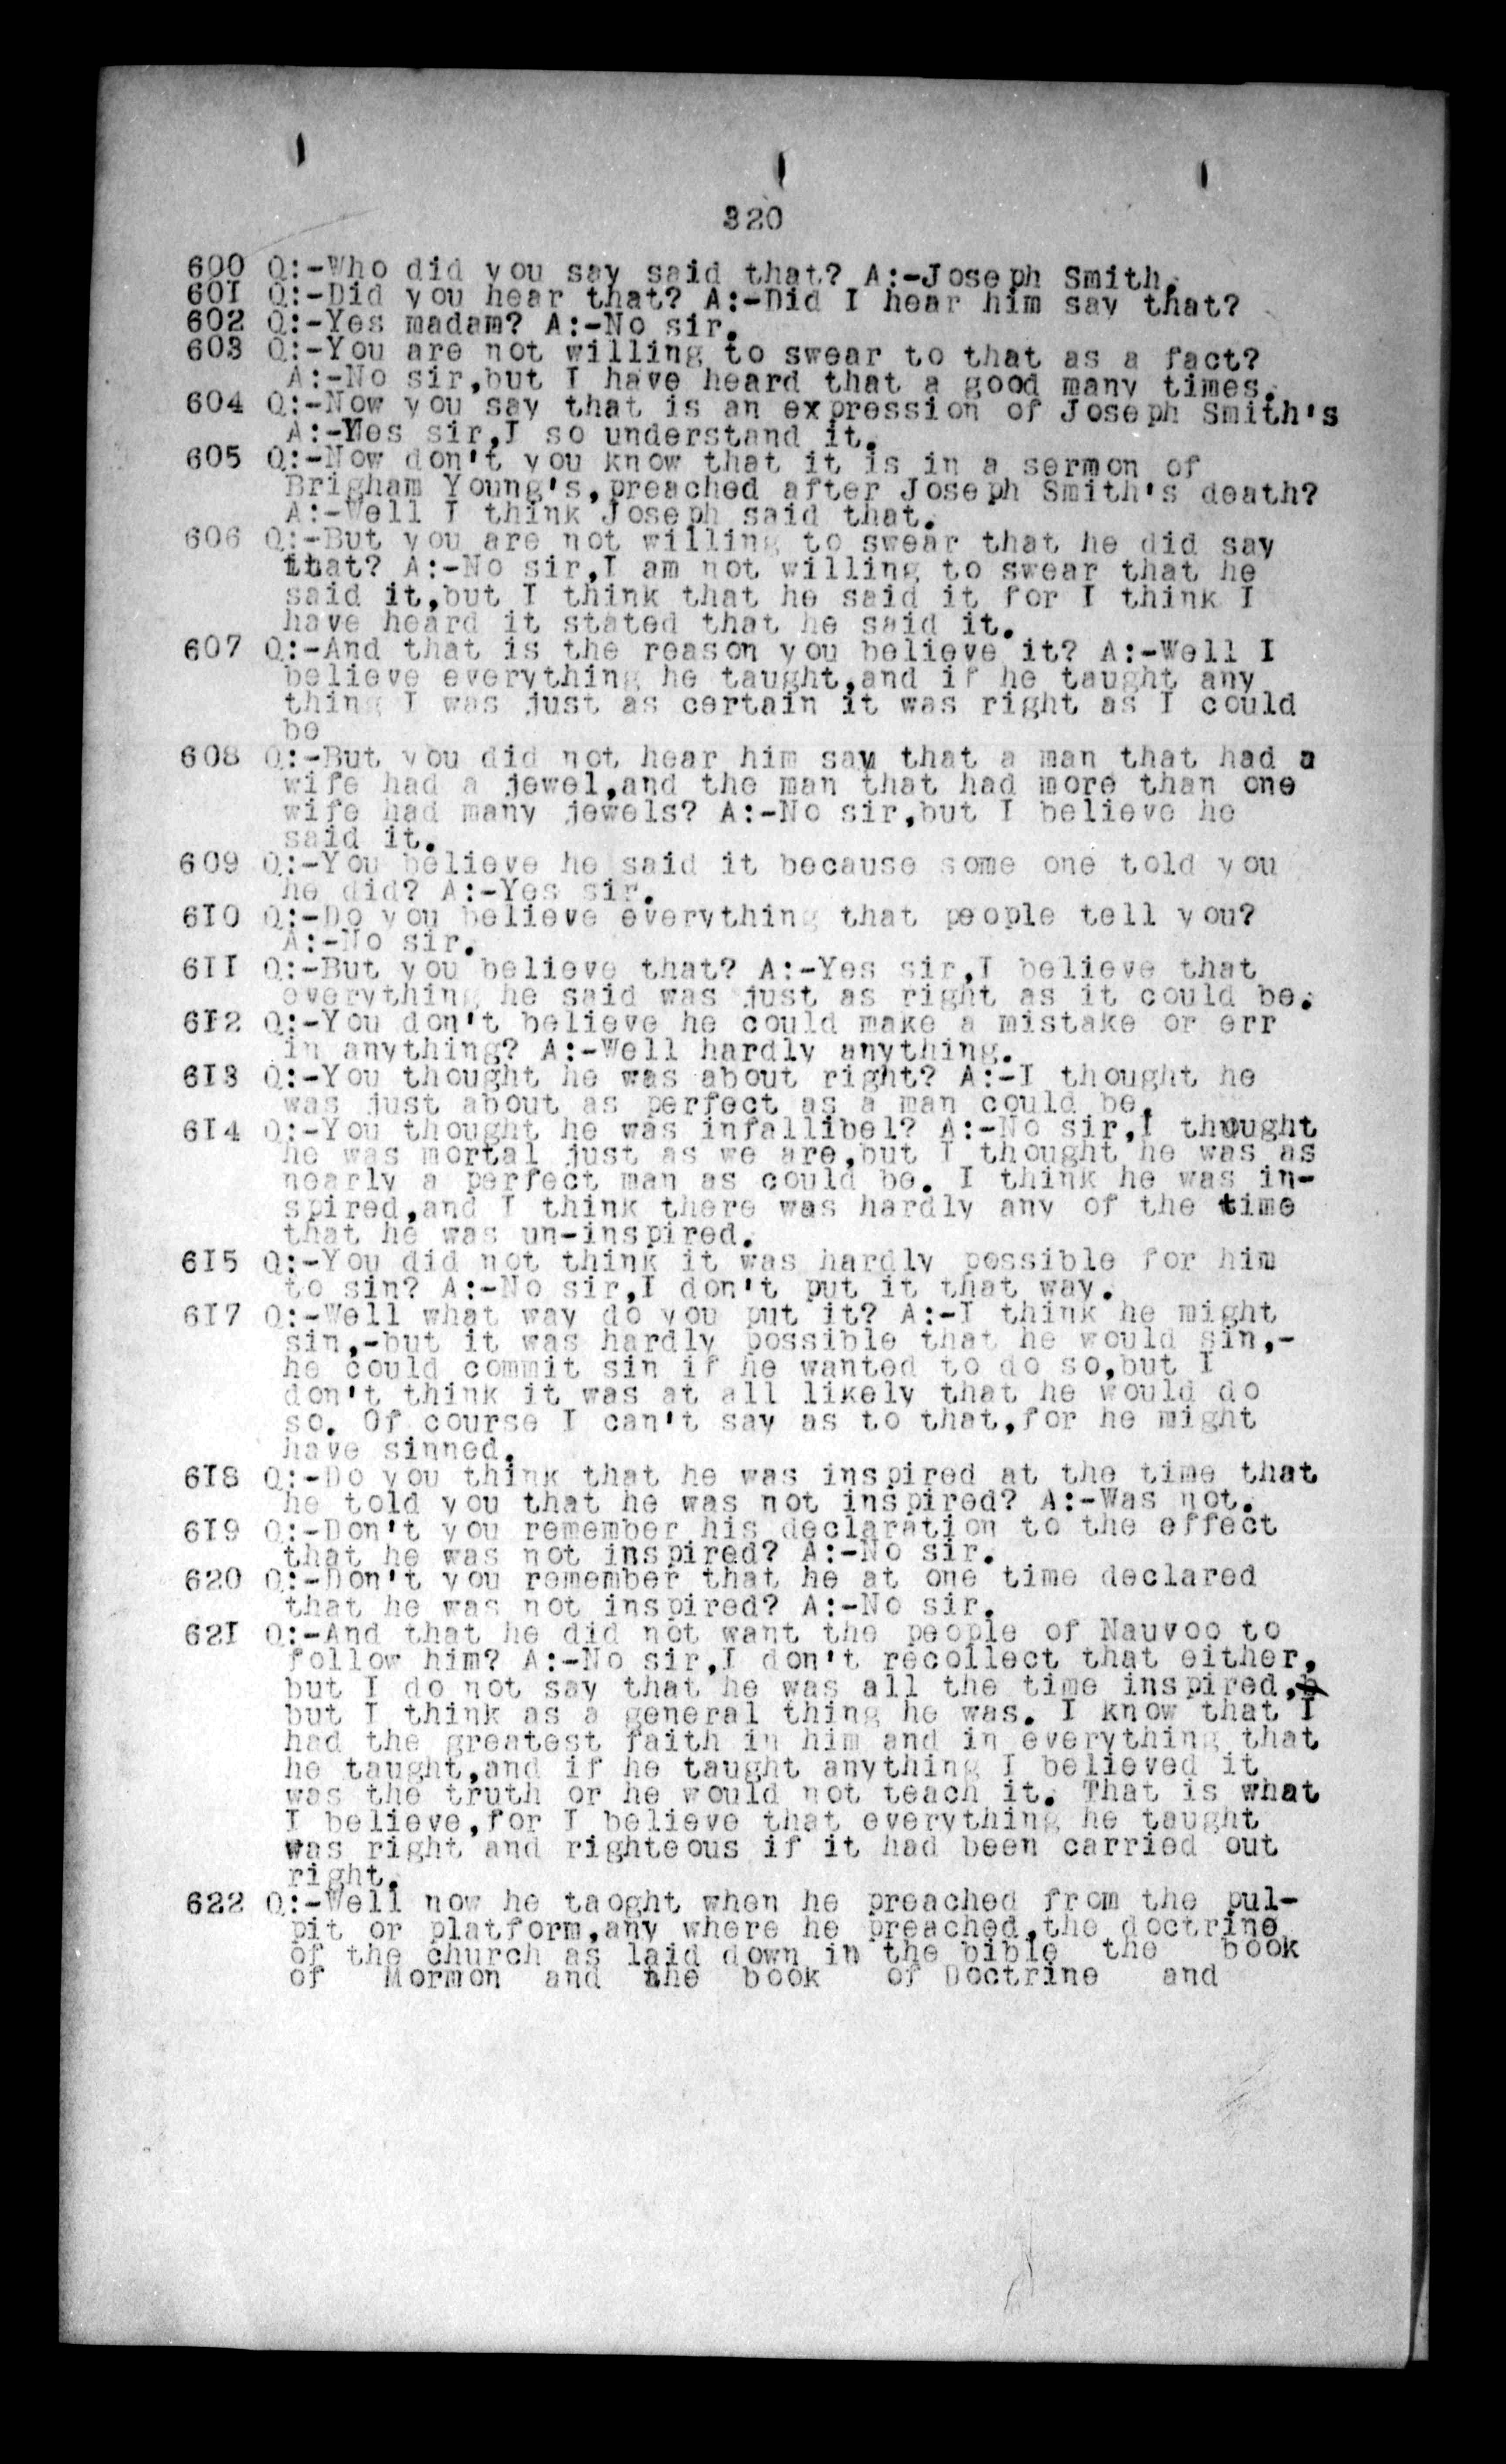 320
600 Q:-Who did you say said that? A:-Joseph Smith.
601 Q:-Did you hear that? A:-Did I hear him say that?
602 Q:-Yes madam? A:-No sir.
603 Q:-You are not willing to swear to that as a fact?
A:-No sir,but I have heard that a good many times.
604 Q:-Now you say that is an expression of Joseph Smith's
A:-Yes sir,I so understand it.
605 Q:-Now don't you know that it is in a sermon of
Brigham Young's,preached after Joseph Smith's death?
A:-Well I think Joseph said that.
606 Q:-But you are not willing to swear that he did say
that? A:-No sir,I am not willing to swear that he
said it,but I think that he said it for I think I
have heard it stated that he said it.
607 Q:-And that is the reason you believe it? A:-Well I
believe everything he taught,and if he taught any
thing I was just as certain it was right as I could
be
608 Q:-But you did not hear him say that a man that had a
wife had a jewel,and the man that had more than one
wife had many jewels? A:-No sir,but I believe he
said it.
609 Q:-You believe he said it because some one told you
he did? A:-Yes sir.
610 Q:-Do you believe everything that people tell you?
A:-No sir.
611 Q:-But you believe that? A:-Yes sir,I believe that
everything he said was just as right as it could be.
612 Q:-You don't believe he could make a mistake or err
in anything? A:-Well hardly anything.
613 Q:-You thought he was about right? A:-I thought he
was just about as perfect as a man could be.
614 Q:-You thought he was infallibel? A:-No sir,I thought
he was mortal just as we are,but I thought he was as
nearly a perfect man as could be. I think he was in-
spired,and I think there was hardly any of the time
that he was un-inspired.
615 Q:-You did not think it was hardly possible for him
to sin? A:-No sir,I don't put it that way.
617 Q:-Well what way do you put it? A:-I think he might
sin,-but it was hardly possible that he would sin,-
he could commit sin if he wanted to do so,but I
don't think it was at all likely that he would do
so. Of course I can't say as to that,for he might
have sinned.
618 Q:-Do you think that he was inspired at the time that
he told you that he was not inspired? A:-Was not.
619 Q:-Don't you remember his declaration to the effect
that he was not inspired? A:-No sir.
620 Q:-Don't you remember that he at one time declared
that he was not inspired? A:-No sir.
621 Q:-And that he did not want the people of Nauvoo to
follow him? A:-No sir,I don't recollect that either,
but I do not say that he was all the time inspired,
but I think as a general thing he was. I know that I
had the greatest faith in him and in everything that
he taught,and if he taught anything I believed it
was the truth or he would not teach it. That is what
I believe,for I believe that everything he taught
was right and righteous if it had been carried out
right.
622 Q:-Well now he taoght when he preached from the pul-
pit or platform,any where he preached,the doctrine
of the church as laid down in the bible the book
of Mormon and the book of Doctrine and